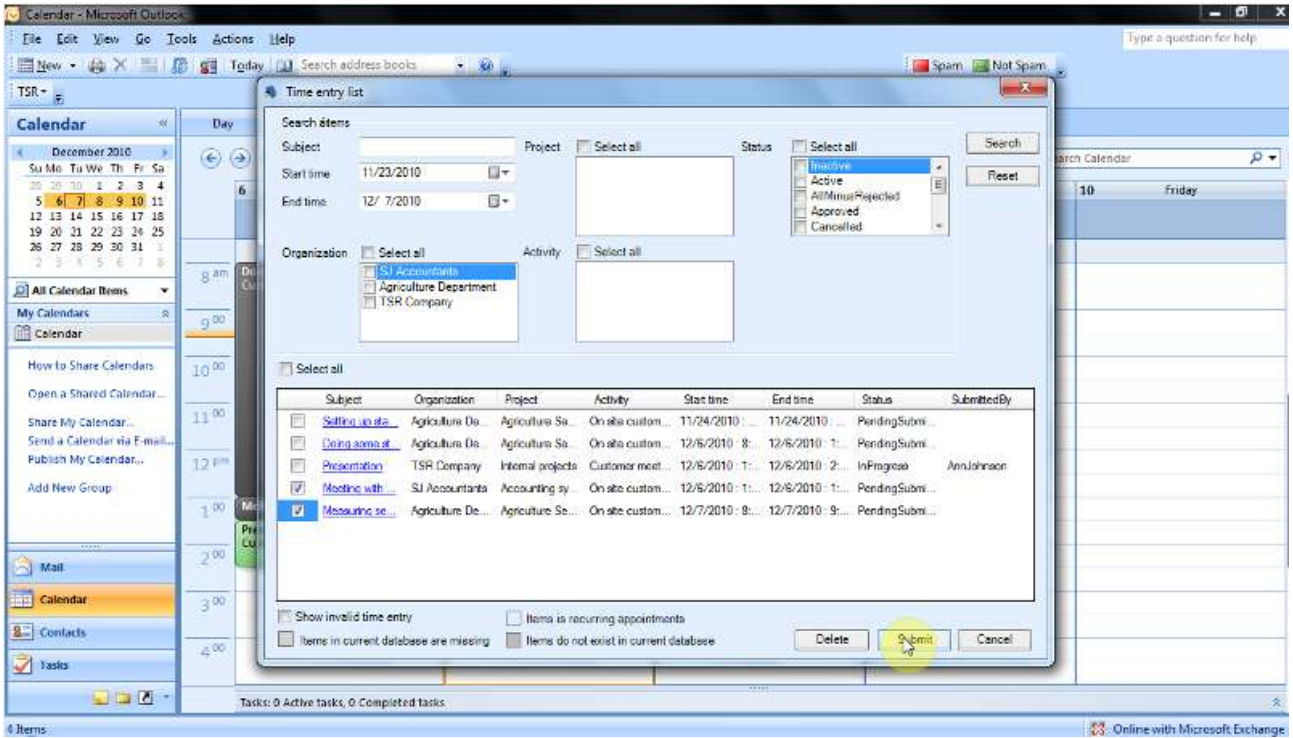 Calendar - Microsoft Outlook
File Edit View Go Tools Actions Help
Type a question for help
New Today Search address books Spam Not Spam
TSR
Time entry list
Calendar
Day
December 2010
Su Mo Tu We Th Fr Sa
28 29 30 1 2 3 4
5 6 7 8 9 10 11
12 13 14 15 16 17 18
19 20 21 22 23 24 25
26 27 28 29 30 31 1
2 3 4 5 6 7 8
All Calendar Items
My Calendars
Calendar
How to Share Calendars
Open a Shared Calendar...
Share My Calendar...
Send a Calendar via E-mail...
Publish My Calendar...
Add New Group
Mail
Calendar
Contacts
Tasks
Search items
Subject
Project Select all
Status Select all
Search
Reset
Start time 11/23/2010
End time 12/ 7/2010
Inactive
Active
AllMinusRejected
Approved
Cancelled
Organization Select all
SJ Accountants
Agriculture Department
TSR Company
Activity Select all
Select all
Subject Organization Project Activity Start time End time Status SubmittedBy
Setting up sta... Agriculture De... Agriculture Se... On site custom... 11/24/2010 : ... 11/24/2010 : ... PendingSubmi...
Doing some st... Agriculture De... Agriculture Se... On site custom... 12/6/2010 : 8:... 12/6/2010 : 1:... PendingSubmi...
Presentation TSR Company Internal projects Customer meet... 12/6/2010 : 1:... 12/6/2010 : 2:... InProgress AnnJohnson
Meeting with ... SJ Accountants Accounting sy... On site custom... 12/6/2010 : 1:... 12/6/2010 : 1:... PendingSubmi...
Measuring se... Agriculture De... Agriculture Se... On site custom... 12/7/2010 : 8:... 12/7/2010 : 9:... PendingSubmi...
Show invalid time entry
Items is recurring appointments
Items in current database are missing
Items do not exist in current database
Delete Submit Cancel
Calendar
6
10 Friday
8 am
9 00
10 00
11 00
12 pm
1 00
2 00
3 00
4 00
Tasks: 0 Active tasks, 0 Completed tasks
4 Items
Online with Microsoft Exchange